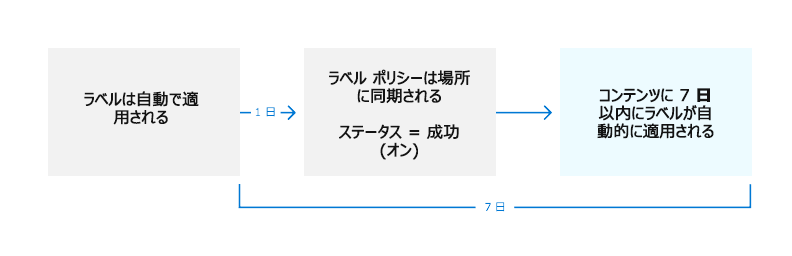 ラベルは自動で適
用される
1 日
ラベル ポリシーは場所
に同期される
ステータス = 成功
(オン)
コンテンツに 7 日
以内にラベルが自
動的に適用される
7 日